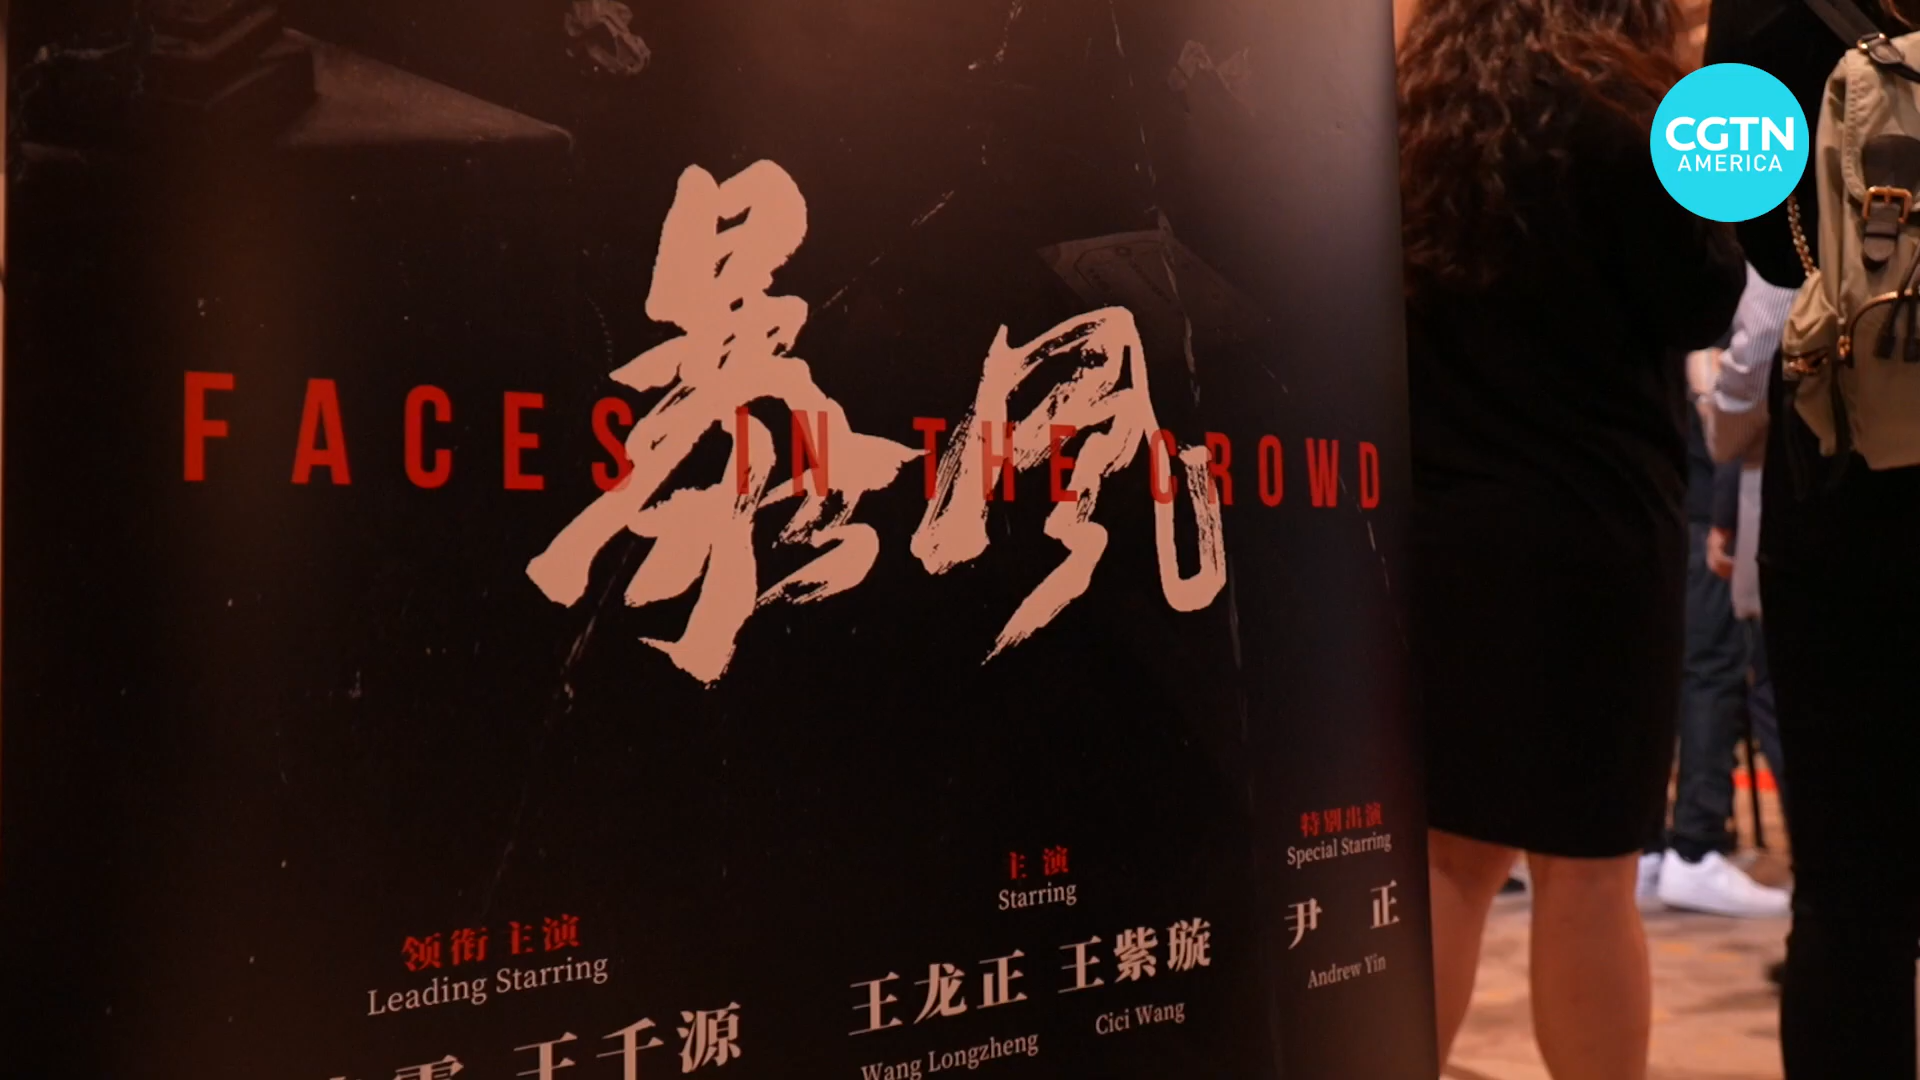 CGTN
AMERICA
暴風
FACES IN THE CROWD
特别出演
Special Starring
尹 正
Andrew Yin
主 演
Starring
王龙正 王紫璇
Wang Longzheng Cici Wang
领衔主演
Leading Starring
王千源